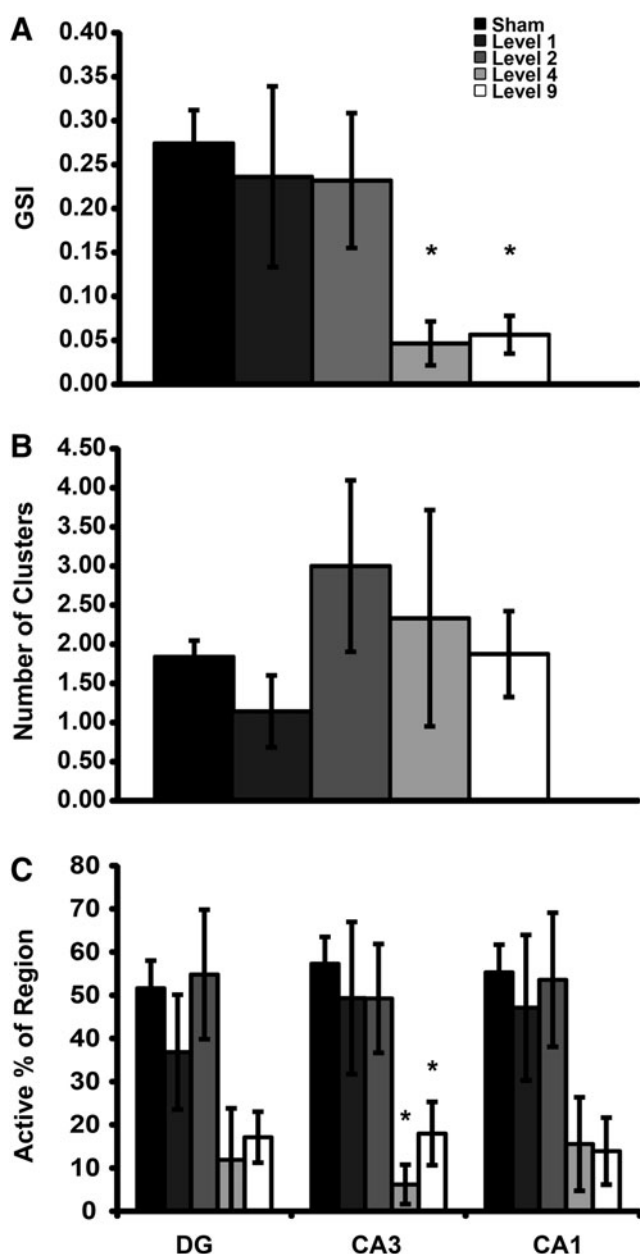 A
Sham
Level 1
Level 2
Level 4
Level 9
0.40
0.35
0.30
0.25
0.20
0.15
0.10
0.05
0.00
GSI
* *
B
4.50
4.00
3.50
3.00
2.50
2.00
1.50
1.00
0.50
0.00
Number of Clusters
C
80
70
60
50
40
30
20
10
0
Active % of Region
* *
DG CA3 CA1